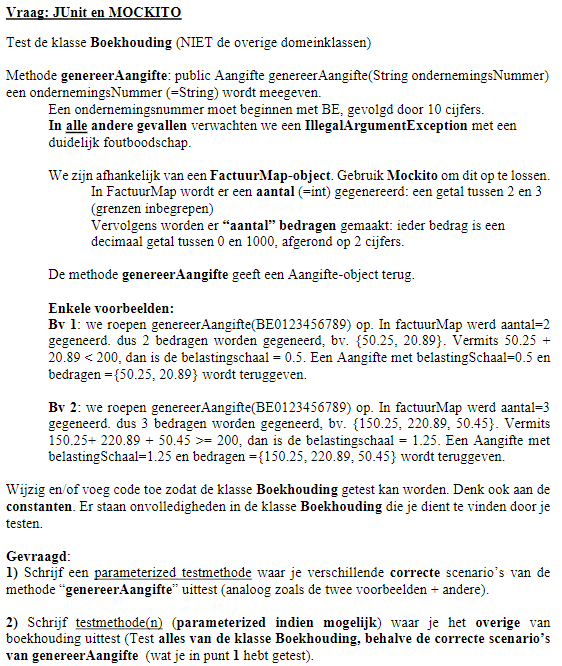 Vraag: JUnit en MOCKITO
Test de klasse Boekhouding (NIET de overige domeinklassen)
Methode genereerAangifte: public Aangifte genereerAangifte(String ondernemingsNummer)
een ondernemingsNummer (=String) wordt meegeven.
Een ondernemingsnummer moet beginnen met BE, gevolgd door 10 cijfers.
In alle andere gevallen verwachten we een IllegalArgumentException met een
duidelijk foutboodschap.
We zijn afhankelijk van een FactuurMap-object. Gebruik Mockito om dit op te lossen.
In FactuurMap wordt er een aantal (=int) gegenereerd: een getal tussen 2 en 3
(grenzen inbegrepen)
Vervolgens worden er “aantal” bedragen gemaakt: ieder bedrag is een
decimaal getal tussen 0 en 1000, afgerond op 2 cijfers.
De methode genereerAangifte geeft een Aangifte-object terug.
Enkele voorbeelden:
Bv 1: we roepen genereerAangifte(BE0123456789) op. In factuurMap werd aantal=2
gegeneerd. dus 2 bedragen worden gegeneerd, bv. {50.25, 20.89}. Vermits 50.25 +
20.89 < 200, dan is de belastingschaal = 0.5. Een Aangifte met belastingSchaal=0.5 en
bedragen ={50.25, 20.89} wordt teruggeven.
Bv 2: we roepen genereerAangifte(BE0123456789) op. In factuurMap werd aantal=3
gegeneerd. dus 3 bedragen worden gegeneerd, bv. {150.25, 220.89, 50.45}. Vermits
150.25+ 220.89 + 50.45 >= 200, dan is de belastingschaal = 1.25. Een Aangifte met
belastingSchaal=1.25 en bedragen ={150.25, 220.89, 50.45} wordt teruggeven.
Wijzig en/of voeg code toe zodat de klasse Boekhouding getest kan worden. Denk ook aan de
constanten. Er staan onvolledigheden in de klasse Boekhouding die je dient te vinden door je
testen.
Gevraagd:
1) Schrijf een parameterized testmethode waar je verschillende correcte scenario’s van de
methode “genereerAangifte” uittest (analoog zoals de twee voorbeelden + andere).
2) Schrijf testmethode(n) (parameterized indien mogelijk) waar je het overige van
boekhouding uittest (Test alles van de klasse Boekhouding, behalve de correcte scenario’s
van genereerAangifte (wat je in punt 1 hebt getest).